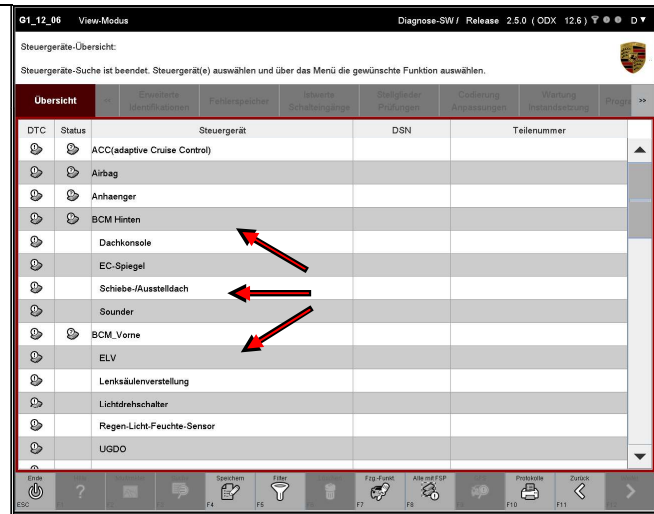 G1_12_06 View-Modus Diagnose-SW / Release 2.5.0 ( ODX 12.6 ) D
Steuergeräte-Übersicht:
Steuergeräte-Suche ist beendet. Steuergerät(e) auswählen und über das Menü die gewünschte Funktion auswählen.
Übersicht << Erweiterte Identifikationen Fehlerspeicher Istwerte Schalteingänge Stellglieder Prüfungen Codierung Anpassungen Wartung Instandsetzung Progra >>
DTC Status Steuergerät DSN Teilenummer
ACC(adaptive Cruise Control)
Airbag
Anhaenger
BCM Hinten
Dachkonsole
EC-Spiegel
Schiebe-/Ausstelldach
Sounder
BCM_Vorne
ELV
Lenksäulenverstellung
Lichtdrehschalter
Regen-Licht-Feuchte-Sensor
UGDO
Ende Speichern Filter Fzg.-Funkt. Alle mit FSP Protokolle Zurück
ESC F4 F5 F7 F8 F10 F11